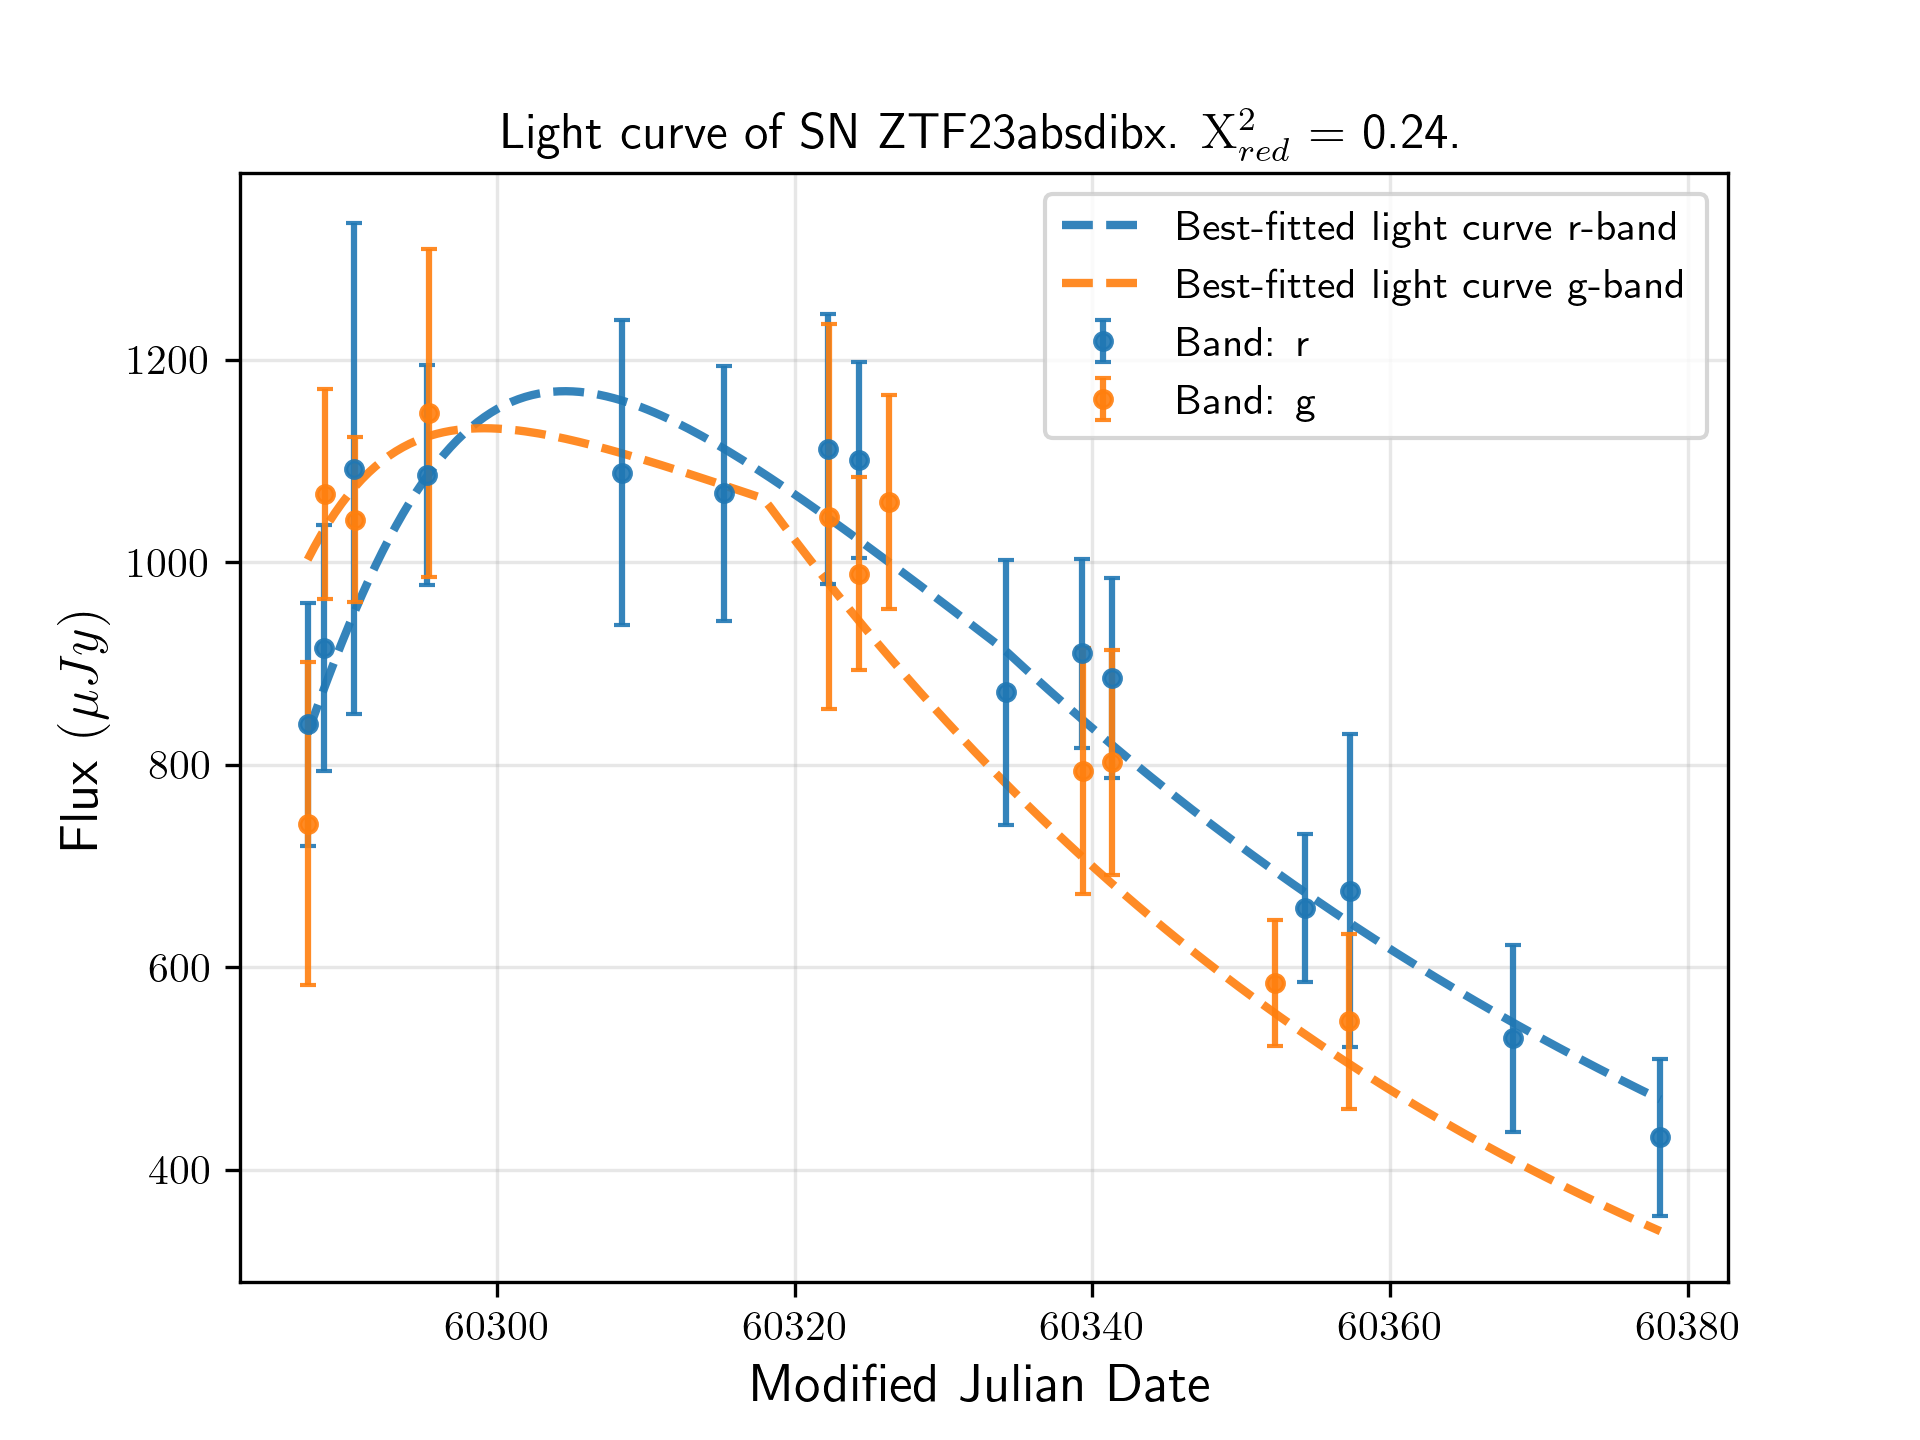 Light curve of SN ZTF23absdibx. X²_red = 0.24.
Best-fitted light curve r-band
Best-fitted light curve g-band
Band: r
Band: g
1200
1000
800
600
400
Flux (μJy)
60300 60320 60340 60360 60380
Modified Julian Date